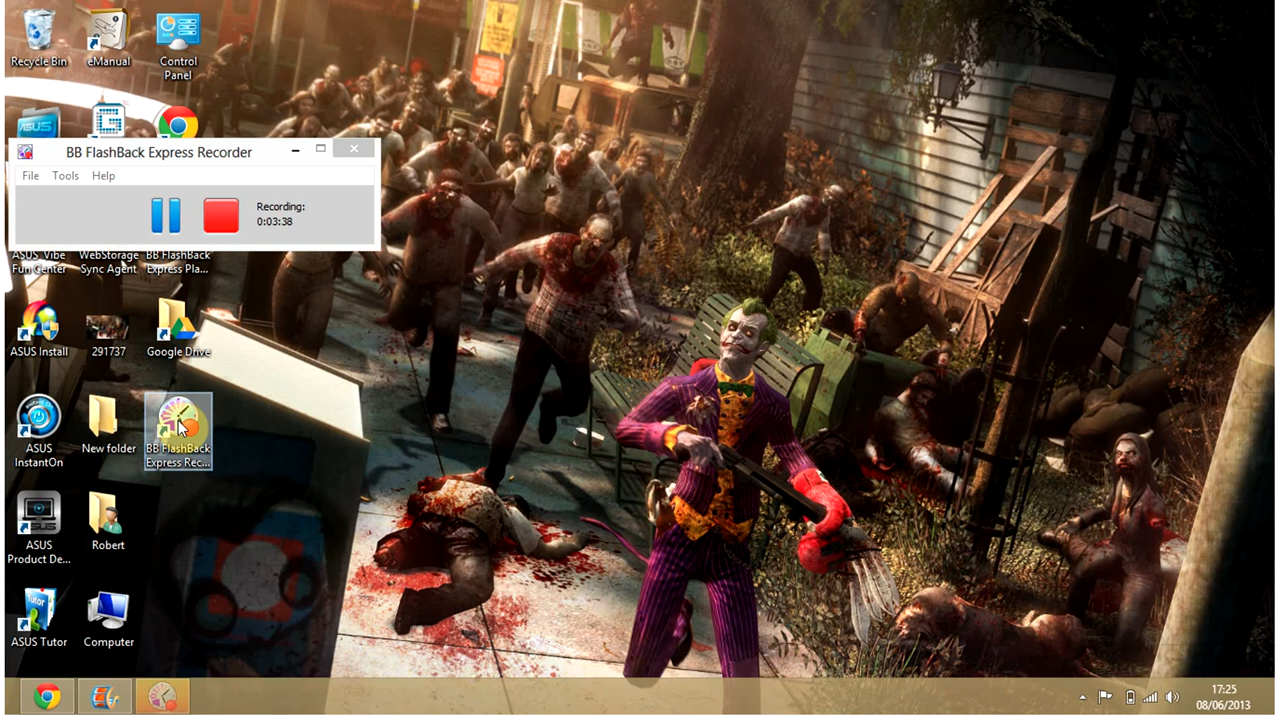 Recycle Bin
eManual
Control
Panel
ASUS
BB FlashBack Express Recorder
File Tools Help
Recording:
0:03:38
ASUS Vibe
Fun Center
WebStorage
Sync Agent
BB FlashBack
Express Pla...
ASUS Install
291737
Google Drive
ASUS
InstantOn
New folder
BB FlashBack
Express Rec...
ASUS
Product De...
Robert
Tutor
ASUS Tutor
Computer
17:25
08/06/2013